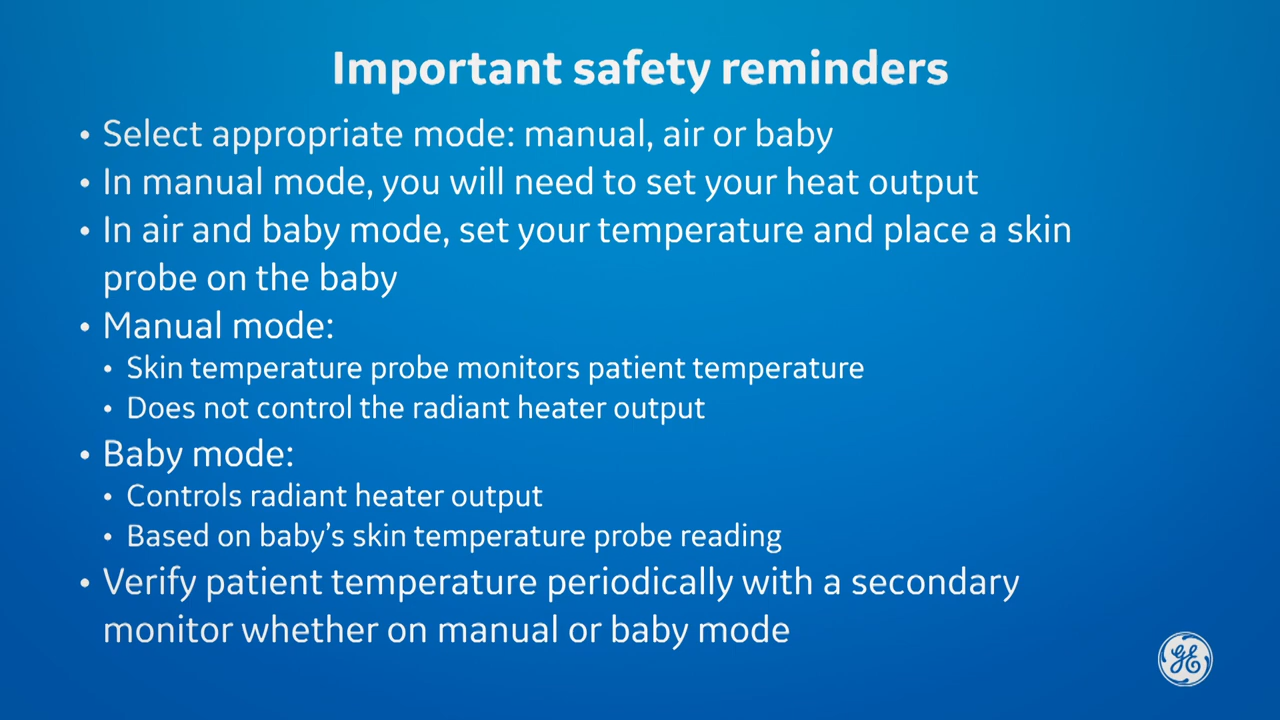 Important safety reminders
• Select appropriate mode: manual, air or baby
• In manual mode, you will need to set your heat output
• In air and baby mode, set your temperature and place a skin
probe on the baby
• Manual mode:
• Skin temperature probe monitors patient temperature
• Does not control the radiant heater output
• Baby mode:
• Controls radiant heater output
• Based on baby’s skin temperature probe reading
• Verify patient temperature periodically with a secondary
monitor whether on manual or baby mode
GE